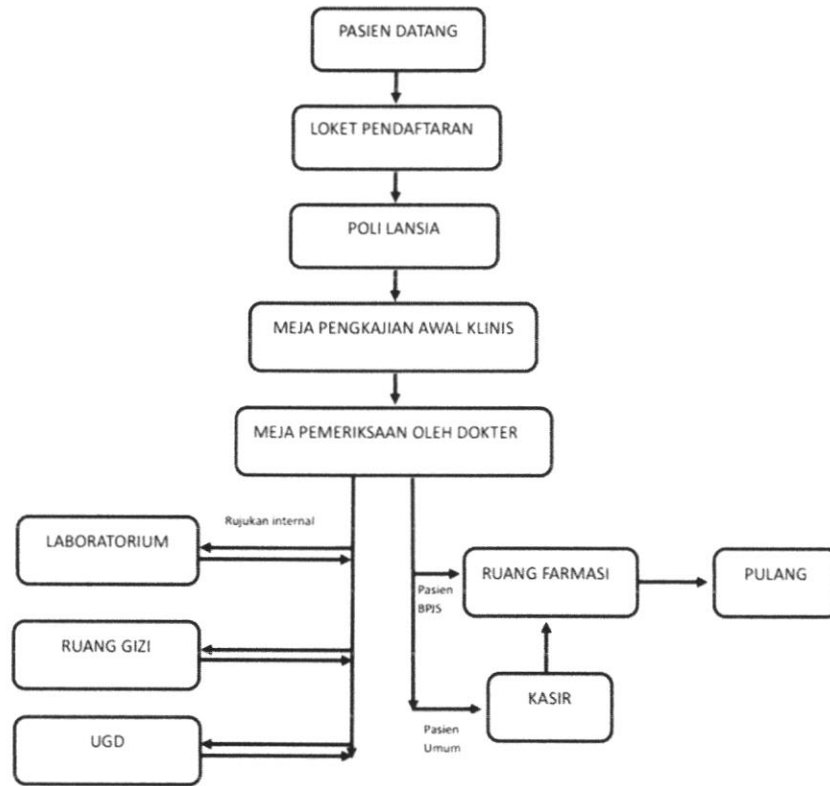 PASIEN DATANG
LOKET PENDAFTARAN
POLI LANSIA
MEJA PENGKAJIAN AWAL KLINIS
MEJA PEMERIKSAAN OLEH DOKTER
Rujukan internal
LABORATORIUM
RUANG GIZI
UGD
Pasien
BPJS
RUANG FARMASI
PULANG
Pasien
Umum
KASIR